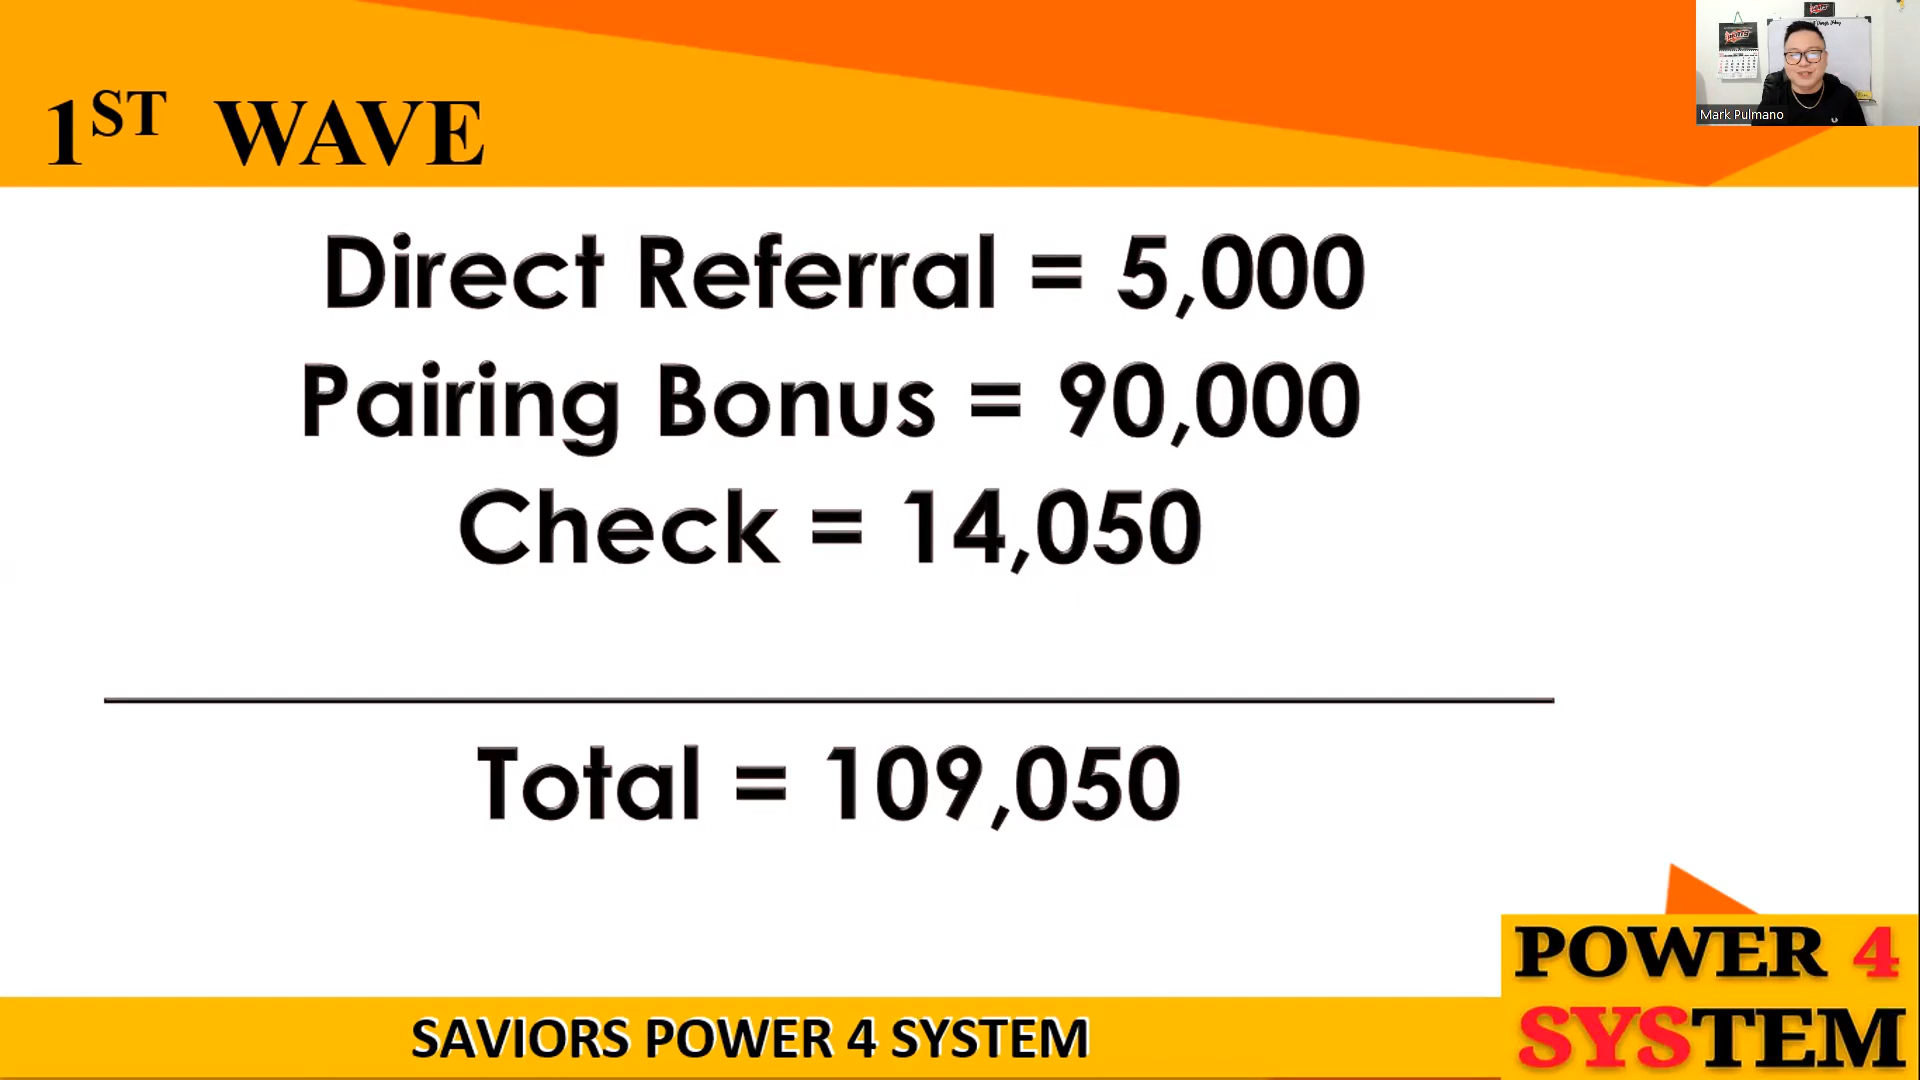 1ST WAVE
Mark Pulmano
Direct Referral = 5,000
Pairing Bonus = 90,000
Check = 14,050
Total = 109,050
POWER 4
SYSTEM
SAVIORS POWER 4 SYSTEM